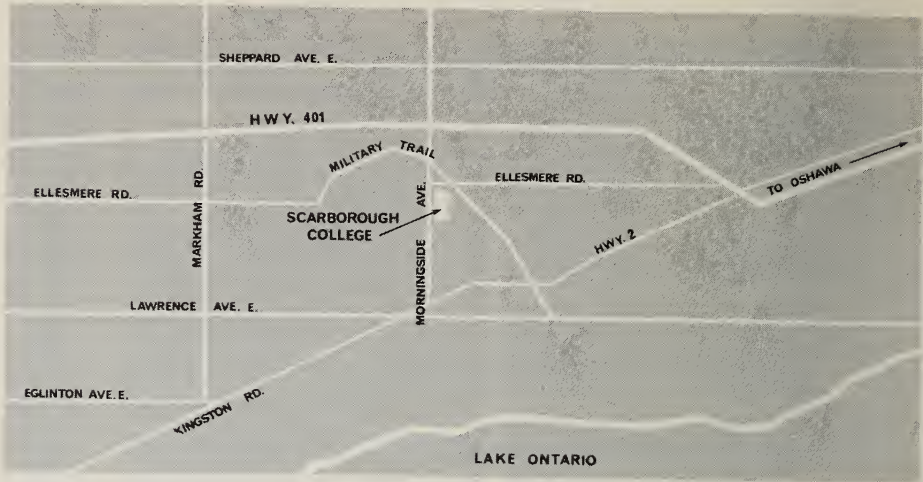 SHEPPARD AVE. E.
HWY. 401
MILITARY TRAIL
ELLESMERE RD.
ELLESMERE RD.
TO OSHAWA
MARKHAM RD.
SCARBOROUGH
COLLEGE
MORNINGSIDE AVE.
HWY. 2
LAWRENCE AVE. E.
EGLINTON AVE. E.
KINGSTON RD.
LAKE ONTARIO